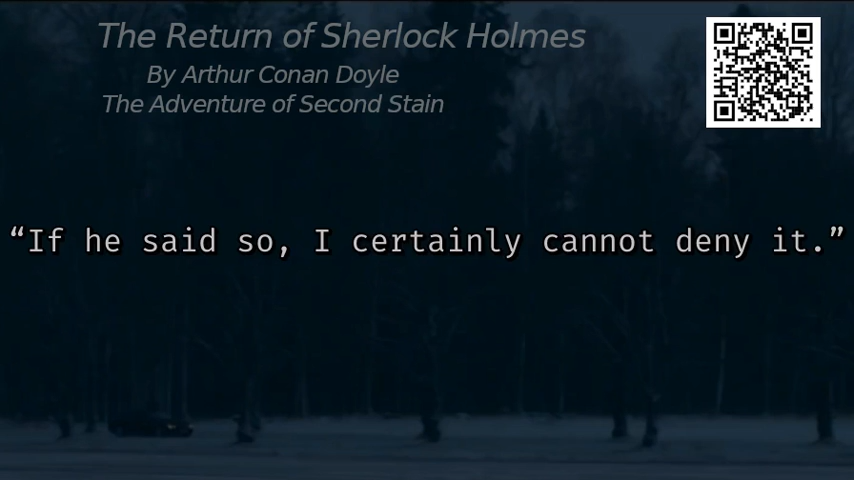 The Return of Sherlock Holmes
By Arthur Conan Doyle
The Adventure of Second Stain
“If he said so, I certainly cannot deny it.”